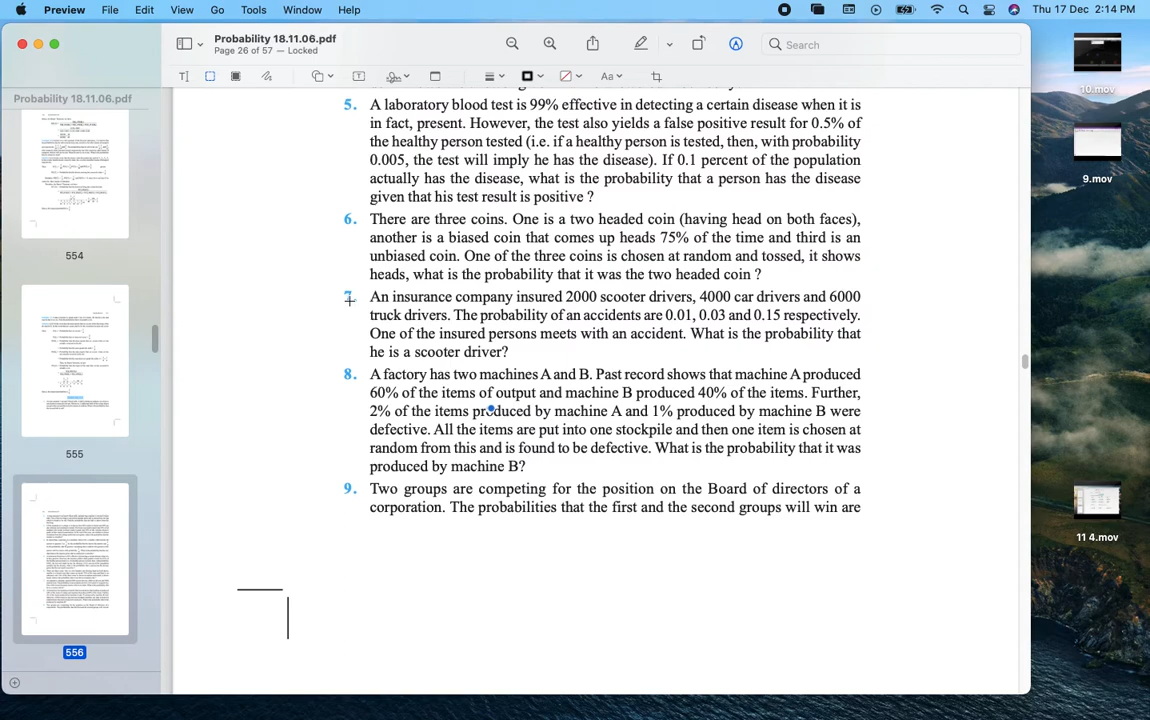 Preview File Edit View Go Tools Window Help Thu 17 Dec 2:14 PM
Probability 18.11.06.pdf
Page 26 of 57 — Locked
Search
Aa
Probability 18.11.06.pdf
554
555
556
5. A laboratory blood test is 99% effective in detecting a certain disease when it is
in fact, present. However, the test also yields a false positive result for 0.5% of
the healthy person tested (i.e. if a healthy person is tested, then, with probability
0.005, the test will imply he has the disease). If 0.1 percent of the population
actually has the disease, what is the probability that a person has the disease
given that his test result is positive ?
6. There are three coins. One is a two headed coin (having head on both faces),
another is a biased coin that comes up heads 75% of the time and third is an
unbiased coin. One of the three coins is chosen at random and tossed, it shows
heads, what is the probability that it was the two headed coin ?
7. An insurance company insured 2000 scooter drivers, 4000 car drivers and 6000
truck drivers. The probability of an accidents are 0.01, 0.03 and 0.15 respectively.
One of the insured persons meets with an accident. What is the probability that
he is a scooter driver?
8. A factory has two machines A and B. Past record shows that machine A produced
60% of the items of output and machine B produced 40% of the items. Further,
2% of the items produced by machine A and 1% produced by machine B were
defective. All the items are put into one stockpile and then one item is chosen at
random from this and is found to be defective. What is the probability that it was
produced by machine B?
9. Two groups are competing for the position on the Board of directors of a
corporation. The probabilities that the first and the second groups will win are
10.mov
9.mov
11 4.mov